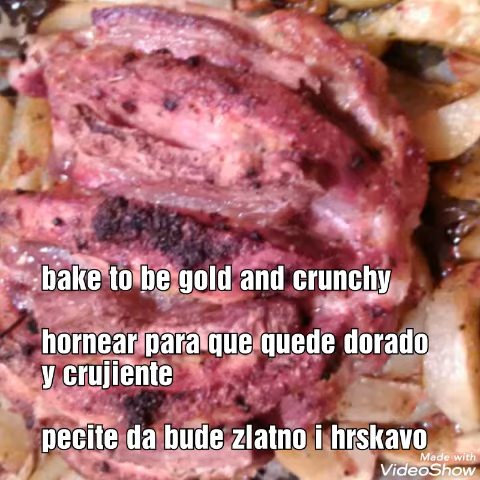 bake to be gold and crunchy
hornear para que quede dorado
y crujiente
pecite da bude zlatno i hrskavo
Made with
VideoShow